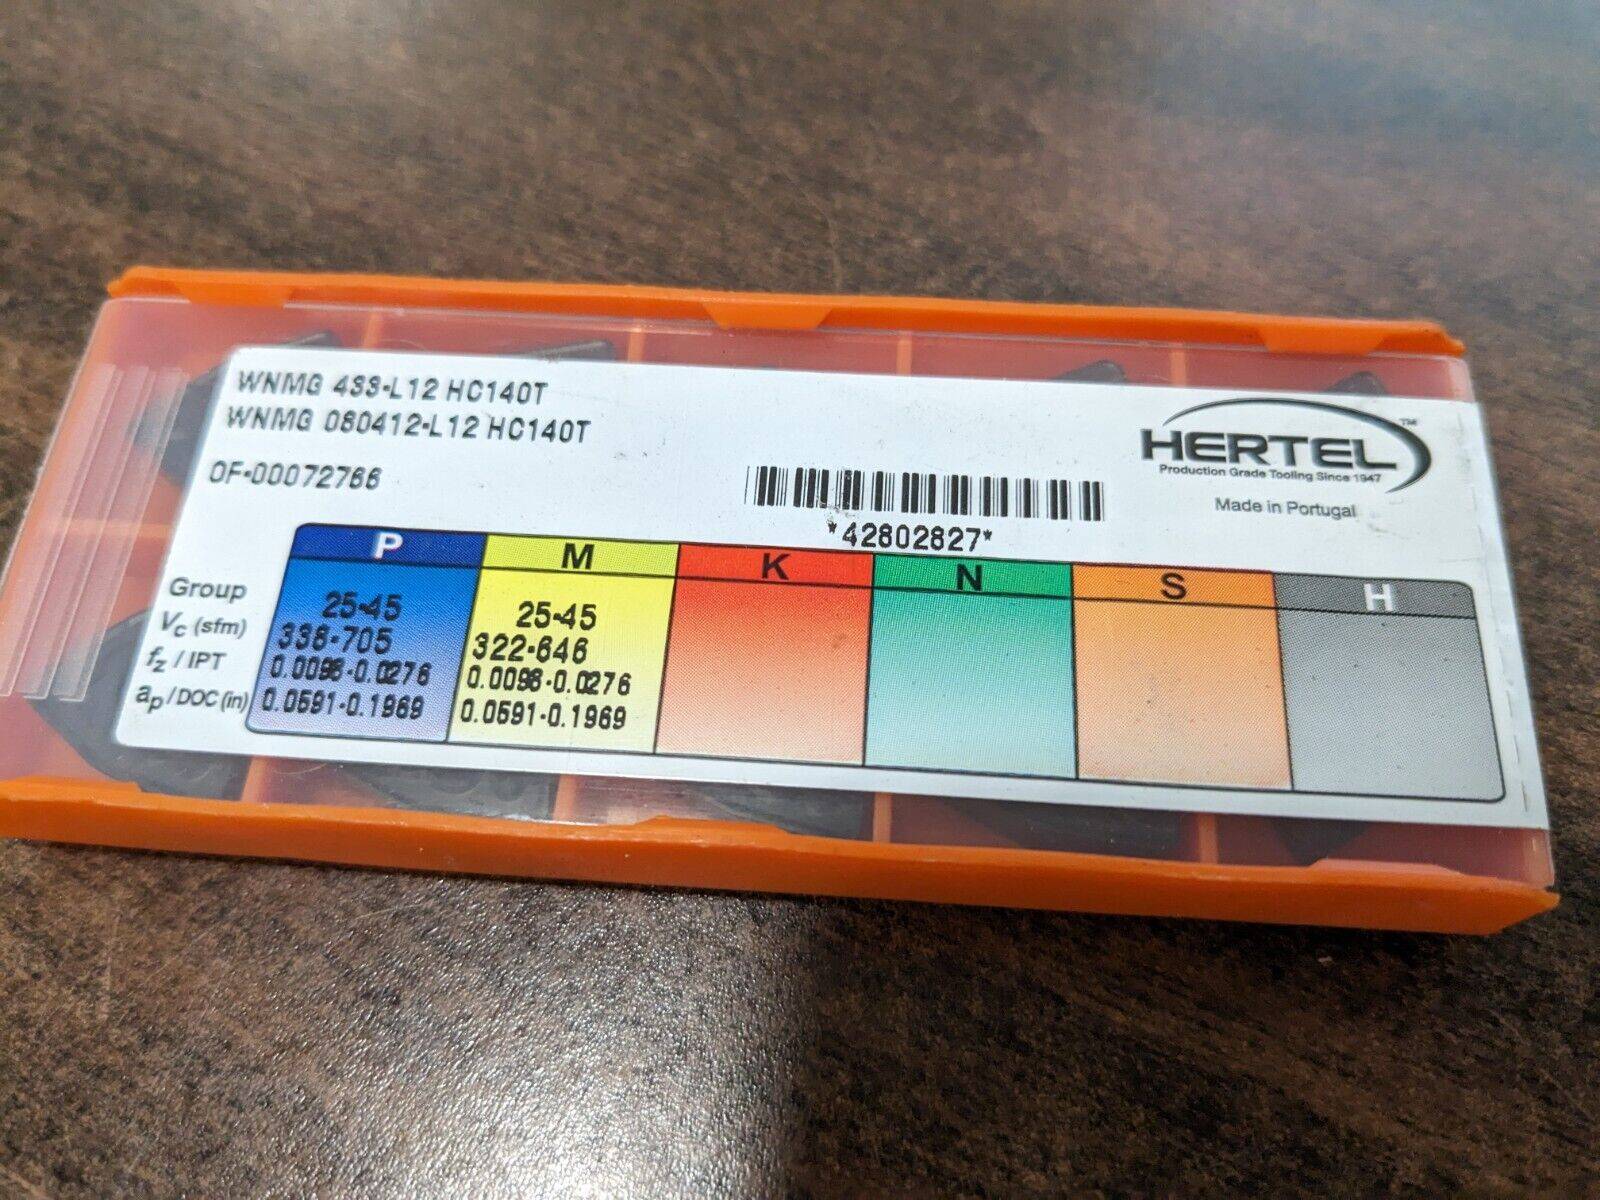 WNMG 433-L12 HC140T
WNMG 080412-L12 HC140T
OF-00072766
*42802827*
HERTEL™
Production Grade Tooling Since 1947
Made in Portugal
P M K N S H
Group 25-45 25-45
Vc (sfm) 338-705 322-646
fz / IPT 0.0098-0.0276 0.0098-0.0276
ap / DOC (in) 0.0591-0.1969 0.0591-0.1969